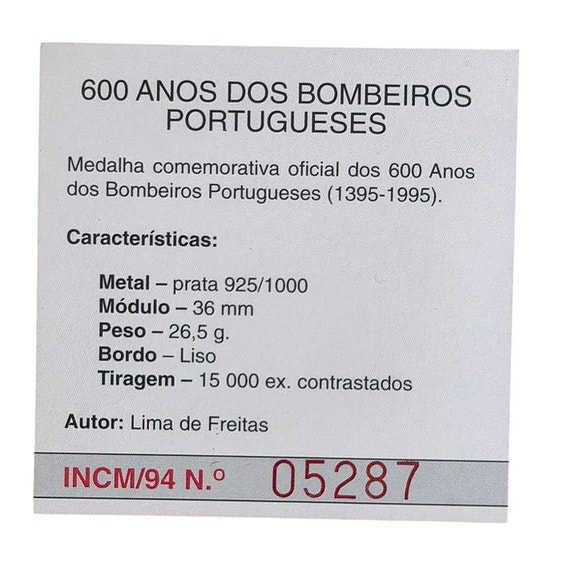 600 ANOS DOS BOMBEIROS
PORTUGUESES
Medalha comemorativa oficial dos 600 Anos
dos Bombeiros Portugueses (1395-1995).
Características:
Metal – prata 925/1000
Módulo – 36 mm
Peso – 26,5 g.
Bordo – Liso
Tiragem – 15 000 ex. contrastados
Autor: Lima de Freitas
INCM/94 N.º 05287